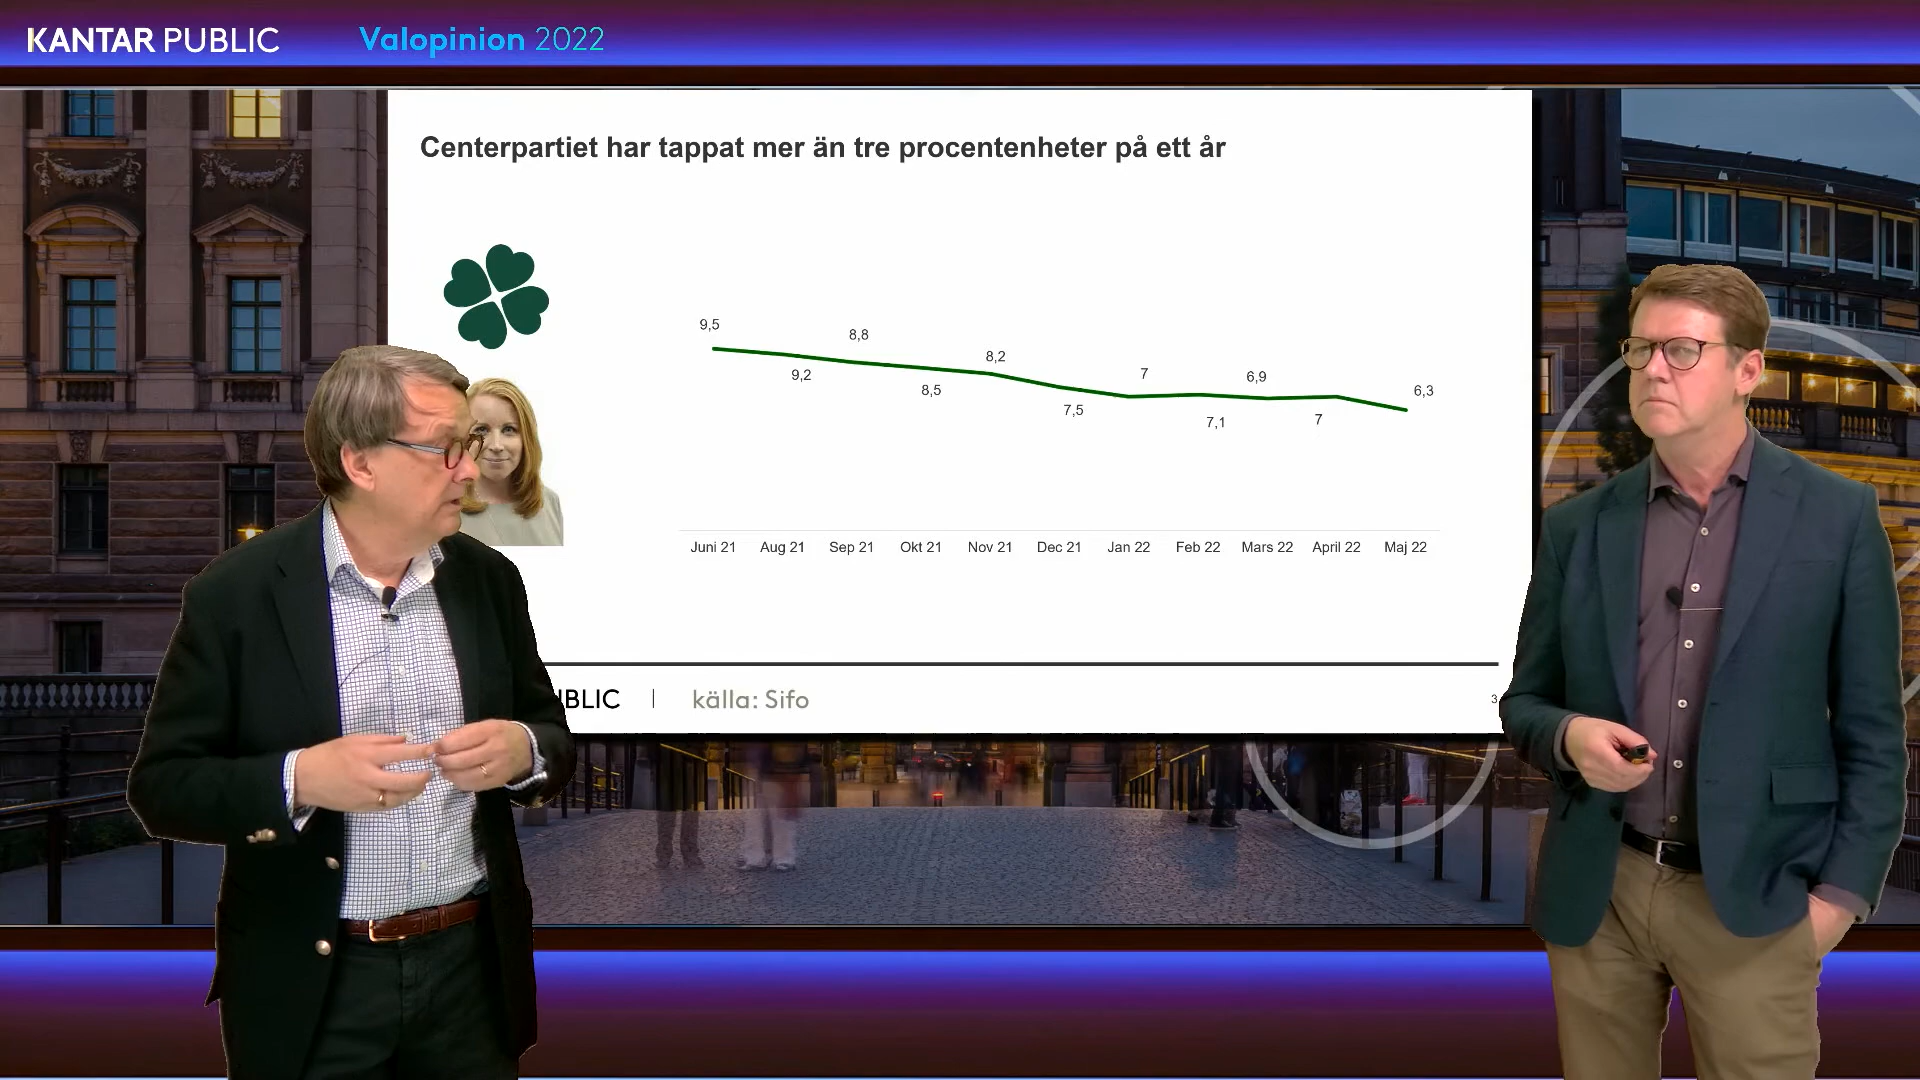 KANTAR PUBLIC
Valopinion 2022
Centerpartiet har tappat mer än tre procentenheter på ett år
9,5
9,2
8,8
8,5
8,2
7,5
7
7,1
6,9
7
6,3
Juni 21 Aug 21 Sep 21 Okt 21 Nov 21 Dec 21 Jan 22 Feb 22 Mars 22 April 22 Maj 22
UBLIC | källa: Sifo
3